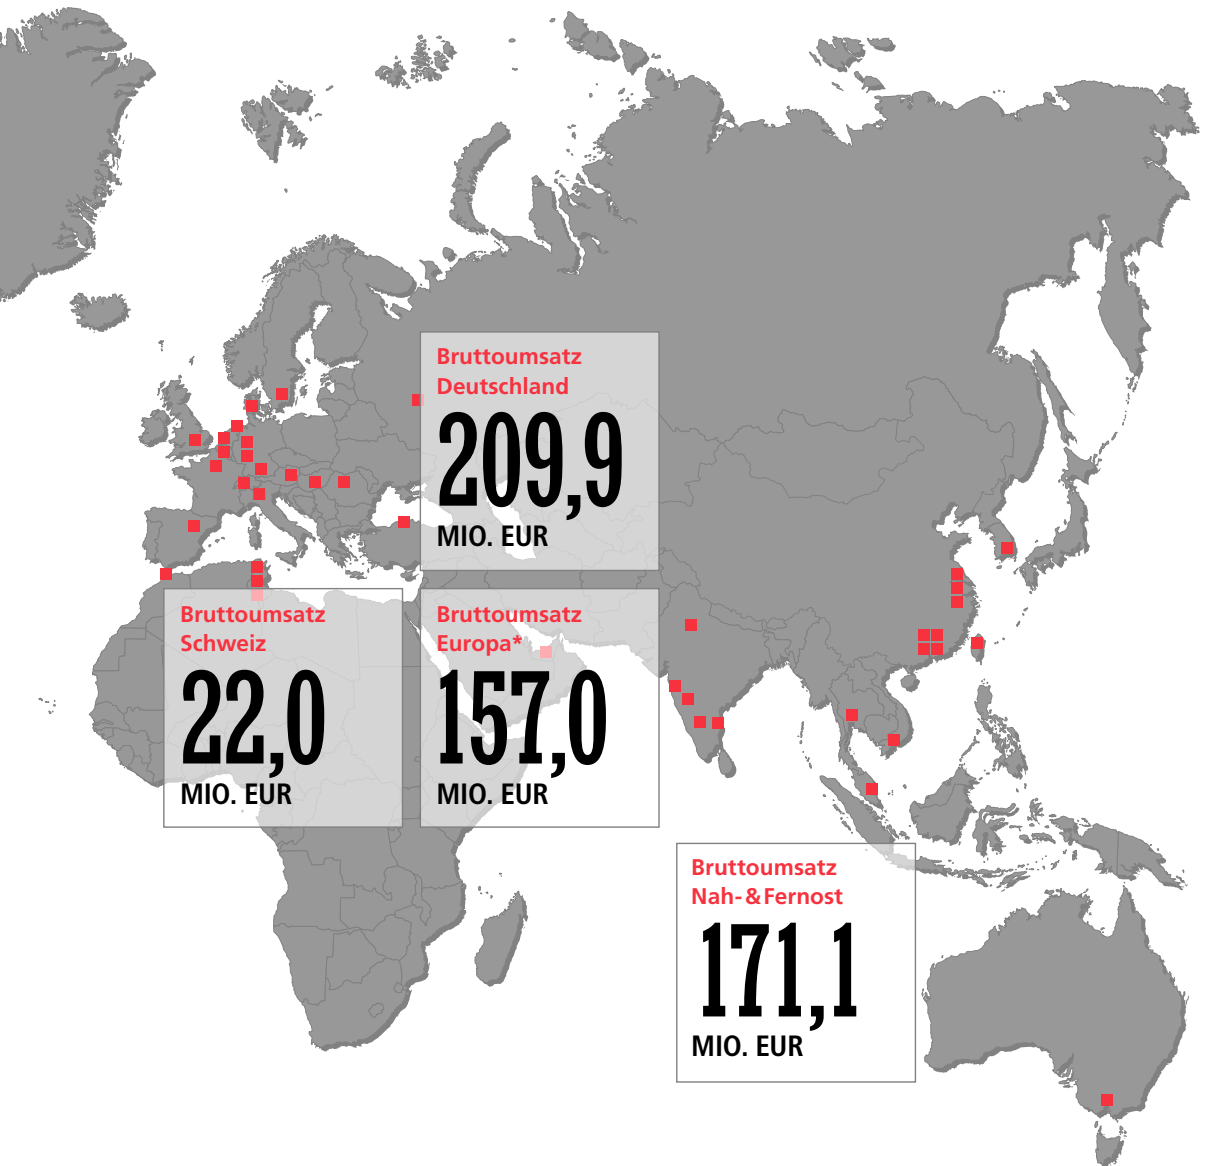 Bruttoumsatz
Deutschland
209,9
MIO. EUR
Bruttoumsatz
Schweiz
22,0
MIO. EUR
Bruttoumsatz
Europa*
157,0
MIO. EUR
Bruttoumsatz
Nah- & Fernost
171,1
MIO. EUR